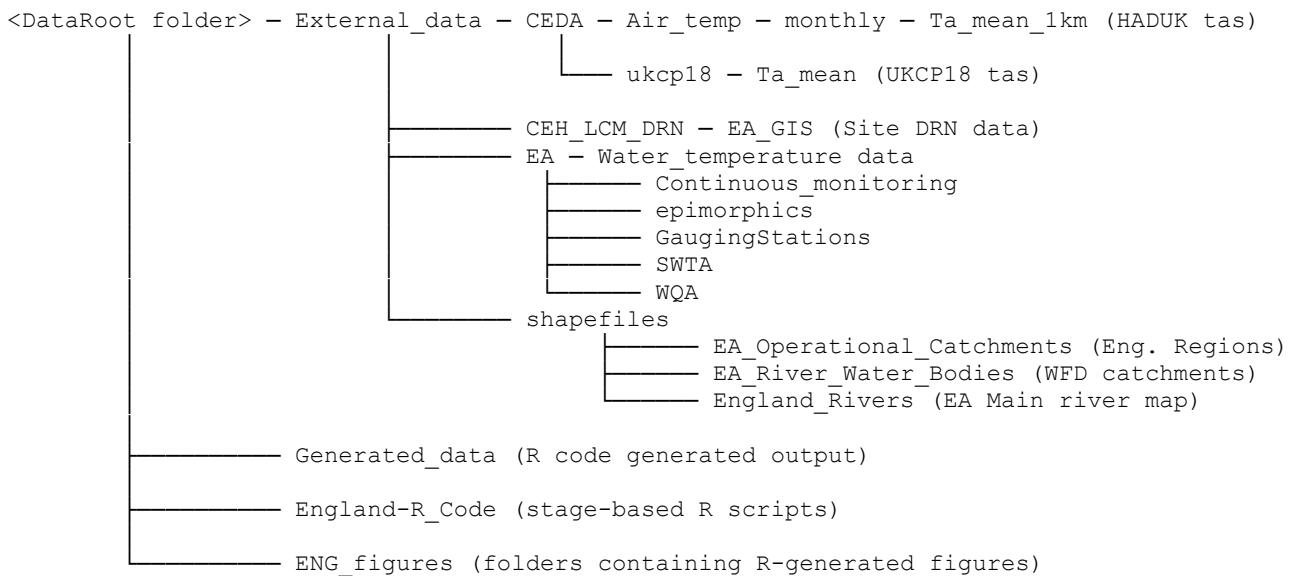 <DataRoot folder> – External_data – CEDA – Air_temp – monthly – Ta_mean_1km (HADUK tas)
ukcp18 – Ta_mean (UKCP18 tas)
CEH_LCM_DRN – EA_GIS (Site DRN data)
EA – Water_temperature data
Continuous_monitoring
epimorphics
GaugingStations
SWTA
WQA
shapefiles
EA_Operational_Catchments (Eng. Regions)
EA_River_Water_Bodies (WFD catchments)
England_Rivers (EA Main river map)
Generated_data (R code generated output)
England-R_Code (stage-based R scripts)
ENG_figures (folders containing R-generated figures)